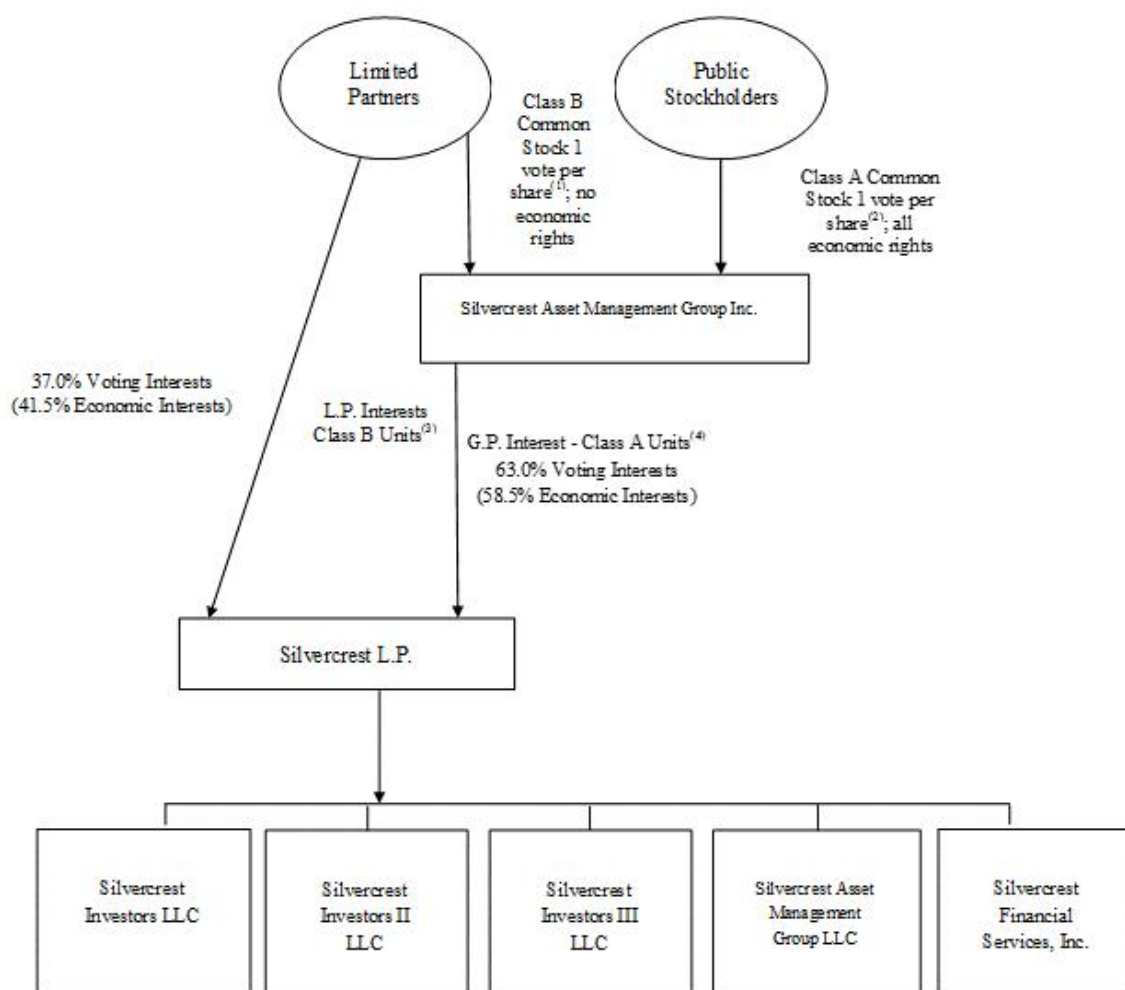 Limited
Partners
Public
Stockholders
Class B
Common
Stock 1
vote per
share(1); no
economic
rights
Class A Common
Stock 1 vote per
share(2); all
economic rights
Silvercrest Asset Management Group Inc.
37.0% Voting Interests
(41.5% Economic Interests)
L.P. Interests
Class B Units(3)
G.P. Interest - Class A Units(4)
63.0% Voting Interests
(58.5% Economic Interests)
Silvercrest L.P.
Silvercrest
Investors LLC
Silvercrest
Investors II
LLC
Silvercrest
Investors III
LLC
Silvercrest Asset
Management
Group LLC
Silvercrest
Financial
Services, Inc.